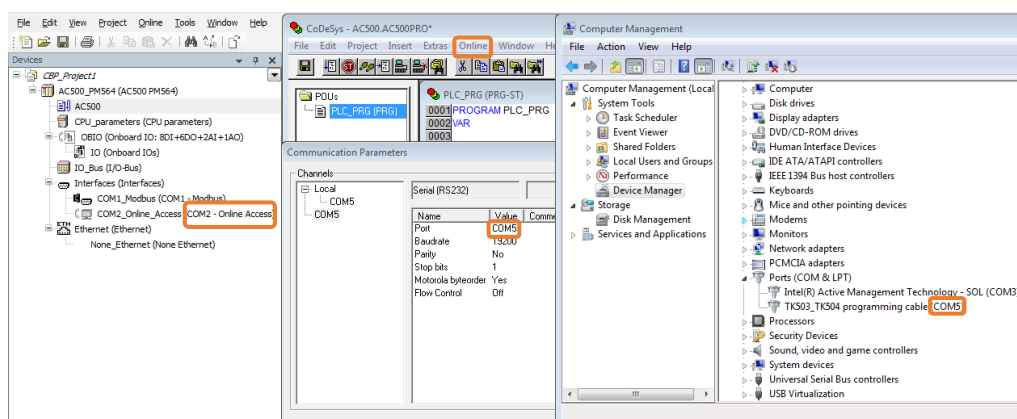 File Edit View Project Online Tools Window Help
Devices
CBP_Project1
AC500_PM564 (AC500 PM564)
AC500
CPU_parameters (CPU parameters)
OBIO (Onboard IO: 8DI+6DO+2AI+1AO)
IO (Onboard IOs)
IO_Bus (I/O-Bus)
Interfaces (Interfaces)
COM1_Modbus (COM1 - Modbus)
COM2_Online_Access (COM2 - Online Access)
Ethernet (Ethernet)
None_Ethernet (None Ethernet)
CoDeSys - AC500.AC500PRO*
File Edit Project Insert Extras Online Window He
POUs
PLC_PRG (PRG)
PLC_PRG (PRG-ST)
0001 PROGRAM PLC_PRG
0002 VAR
0003
Communication Parameters
Channels
Local
COM5
COM5
Serial (RS232)
Name Value Comme
Port COM5
Baudrate 19200
Parity No
Stop bits 1
Motorola byteorder Yes
Flow Control Off
Computer Management
File Action View Help
Computer Management (Local
System Tools
Task Scheduler
Event Viewer
Shared Folders
Local Users and Groups
Performance
Device Manager
Storage
Disk Management
Services and Applications
Computer
Disk drives
Display adapters
DVD/CD-ROM drives
Human Interface Devices
IDE ATA/ATAPI controllers
IEEE 1394 Bus host controllers
Keyboards
Mice and other pointing devices
Modems
Monitors
Network adapters
PCMCIA adapters
Ports (COM & LPT)
Intel(R) Active Management Technology - SOL (COM3)
TK503_TK504 programming cable (COM5)
Processors
Security Devices
Sound, video and game controllers
System devices
Universal Serial Bus controllers
USB Virtualization